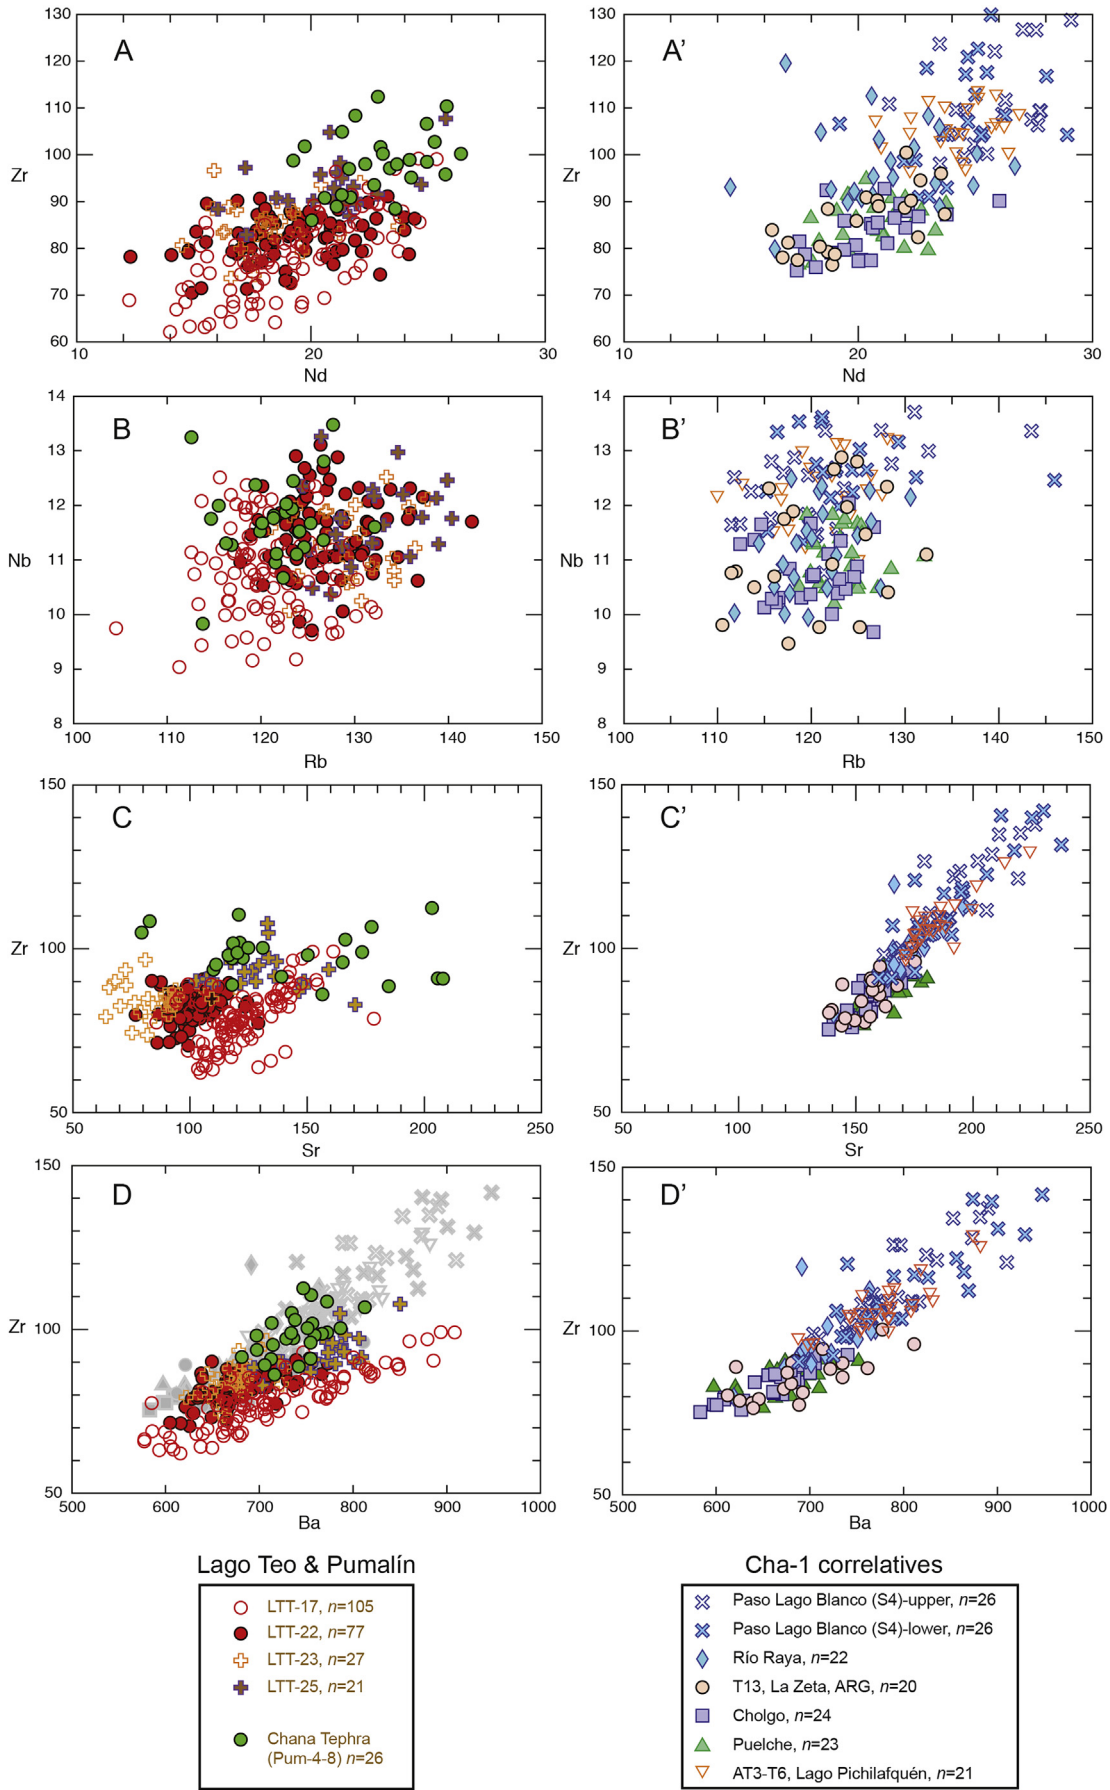 130
A
120
110
100
Zr
90
80
70
60
10
20
30
Nd
130
A'
120
110
100
Zr
90
80
70
60
10
20
30
Nd
14
B
13
12
Nb
11
10
9
8
100
110
120
130
140
150
Rb
14
B'
13
12
Nb
11
10
9
8
100
110
120
130
140
150
Rb
150
C
Zr
100
50
50
100
150
200
250
Sr
150
C'
Zr
100
50
50
100
150
200
250
Sr
150
D
Zr
100
50
500
600
700
800
900
1000
Ba
150
D'
Zr
100
50
500
600
700
800
900
1000
Ba
Lago Teo & Pumalín
LTT-17, n=105
LTT-22, n=77
LTT-23, n=27
LTT-25, n=21
Chana Tephra
(Pum-4-8) n=26
Cha-1 correlatives
Paso Lago Blanco (S4)-upper, n=26
Paso Lago Blanco (S4)-lower, n=26
Río Raya, n=22
T13, La Zeta, ARG, n=20
Cholgo, n=24
Puelche, n=23
AT3-T6, Lago Pichilafquén, n=21